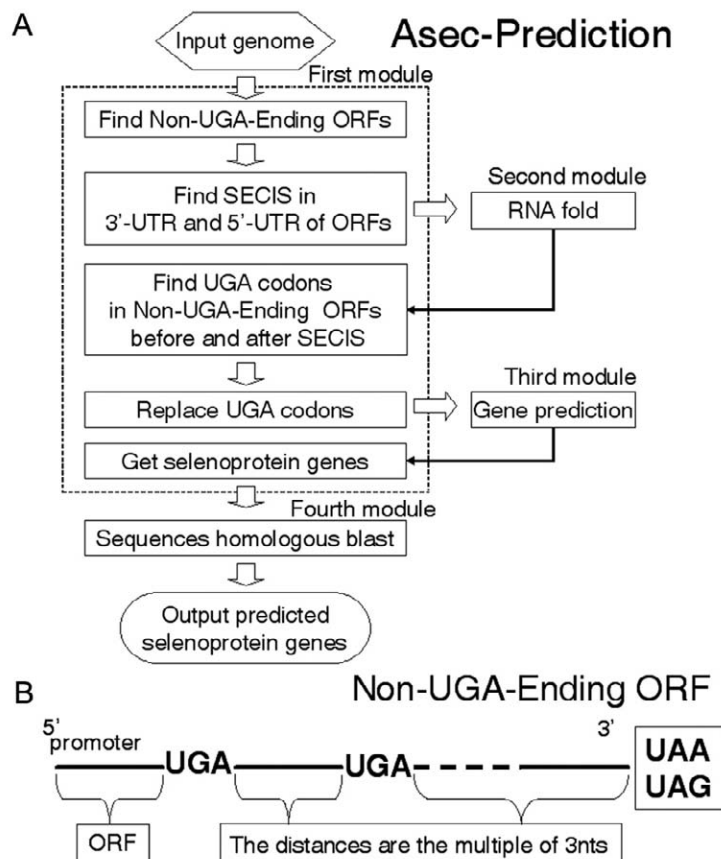 A
Asec-Prediction
Input genome
First module
Find Non-UGA-Ending ORFs
Find SECIS in
3'-UTR and 5'-UTR of ORFs
Second module
RNA fold
Find UGA codons
in Non-UGA-Ending ORFs
before and after SECIS
Third module
Replace UGA codons
Gene prediction
Get selenoprotein genes
Fourth module
Sequences homologous blast
Output predicted
selenoprotein genes
B
Non-UGA-Ending ORF
5' 3'
promoter
UGA UGA
UAA
UAG
ORF
The distances are the multiple of 3nts